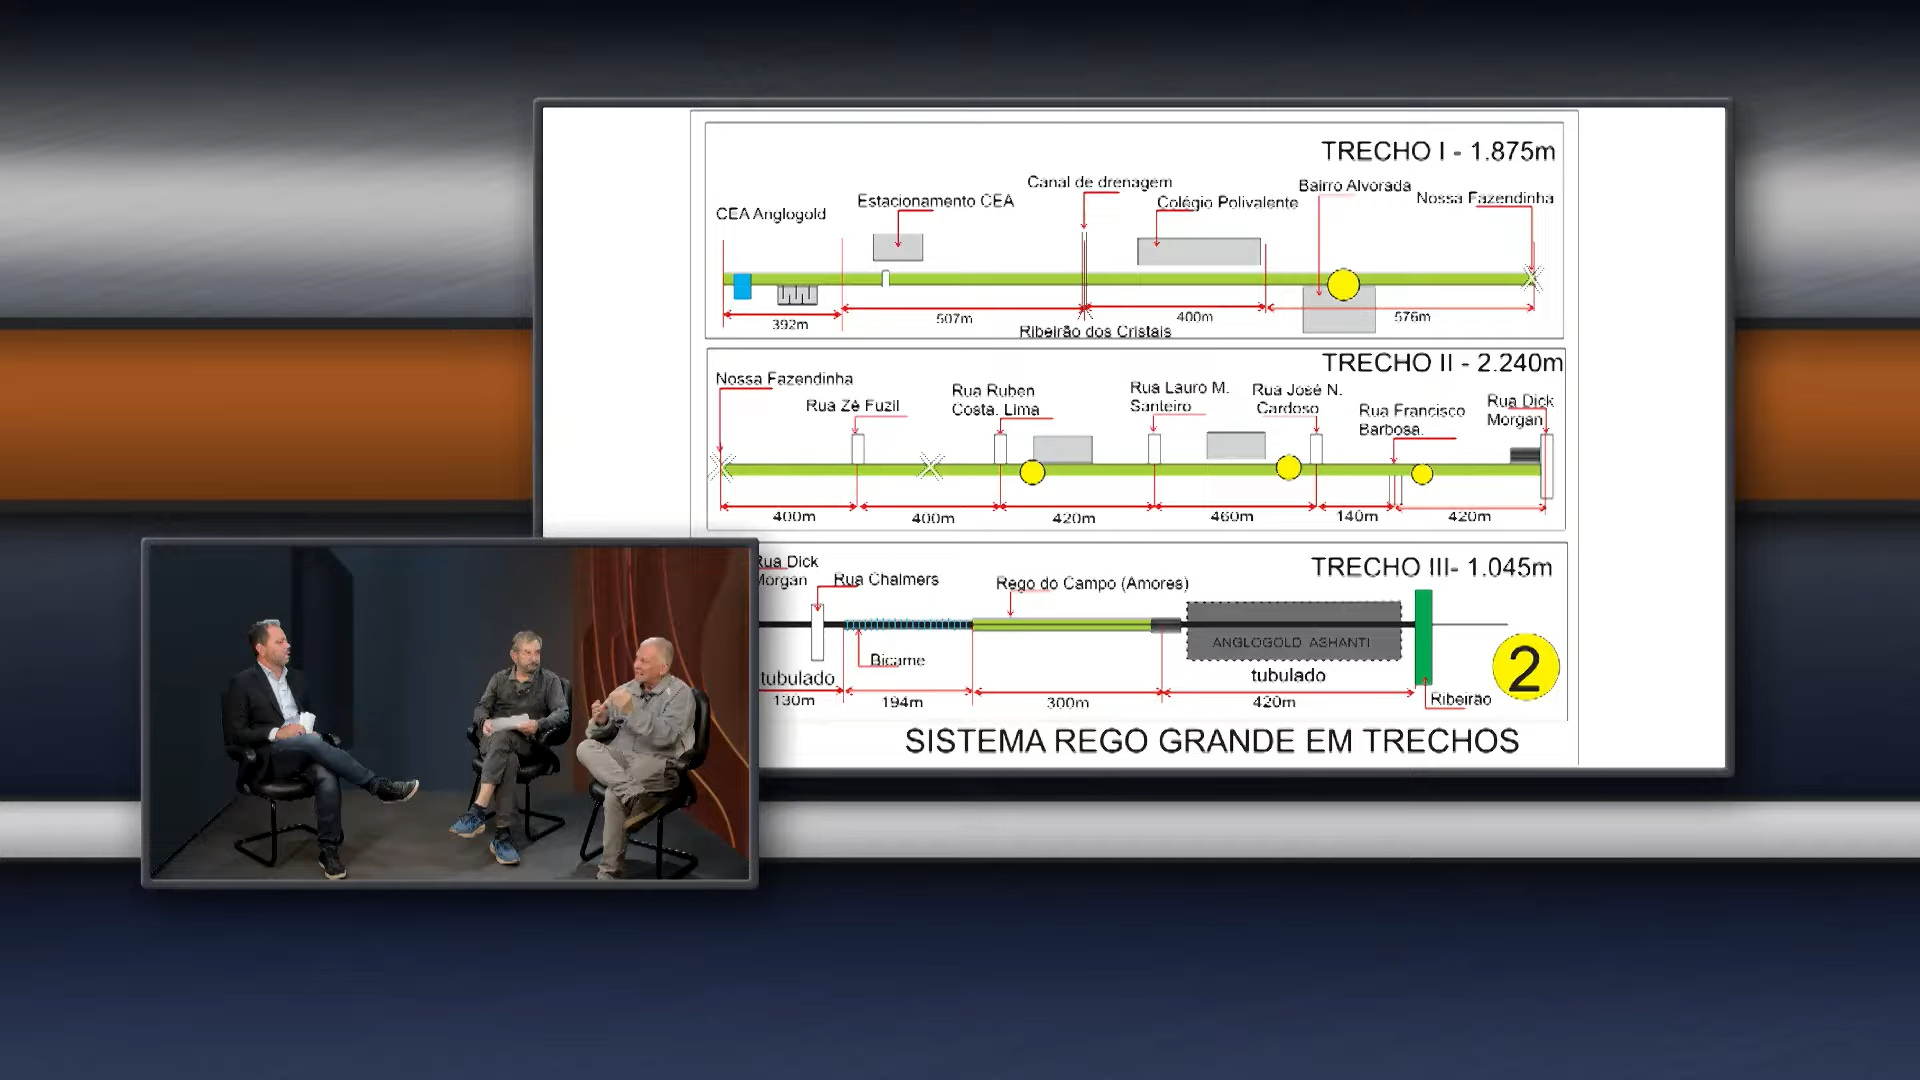 TRECHO I - 1.875m
Canal de drenagem
Bairro Alvorada
Estacionamento CEA
Colégio Polivalente
Nossa Fazendinha
CEA Anglogold
392m
507m
400m
576m
Ribeirão dos Cristais
TRECHO II - 2.240m
Nossa Fazendinha
Rua Zé Fuzil
Rua Ruben
Costa. Lima
Rua Lauro M.
Santeiro
Rua José N.
Cardoso
Rua Francisco
Barbosa.
Rua Dick
Morgan
400m
400m
420m
460m
140m
420m
TRECHO III- 1.045m
Rua Dick
Morgan
Rua Chalmers
Rego do Campo (Amores)
ANGLOGOLD ASHANTI
Bicame
tubulado
tubulado
130m
194m
300m
420m
Ribeirão
2
SISTEMA REGO GRANDE EM TRECHOS